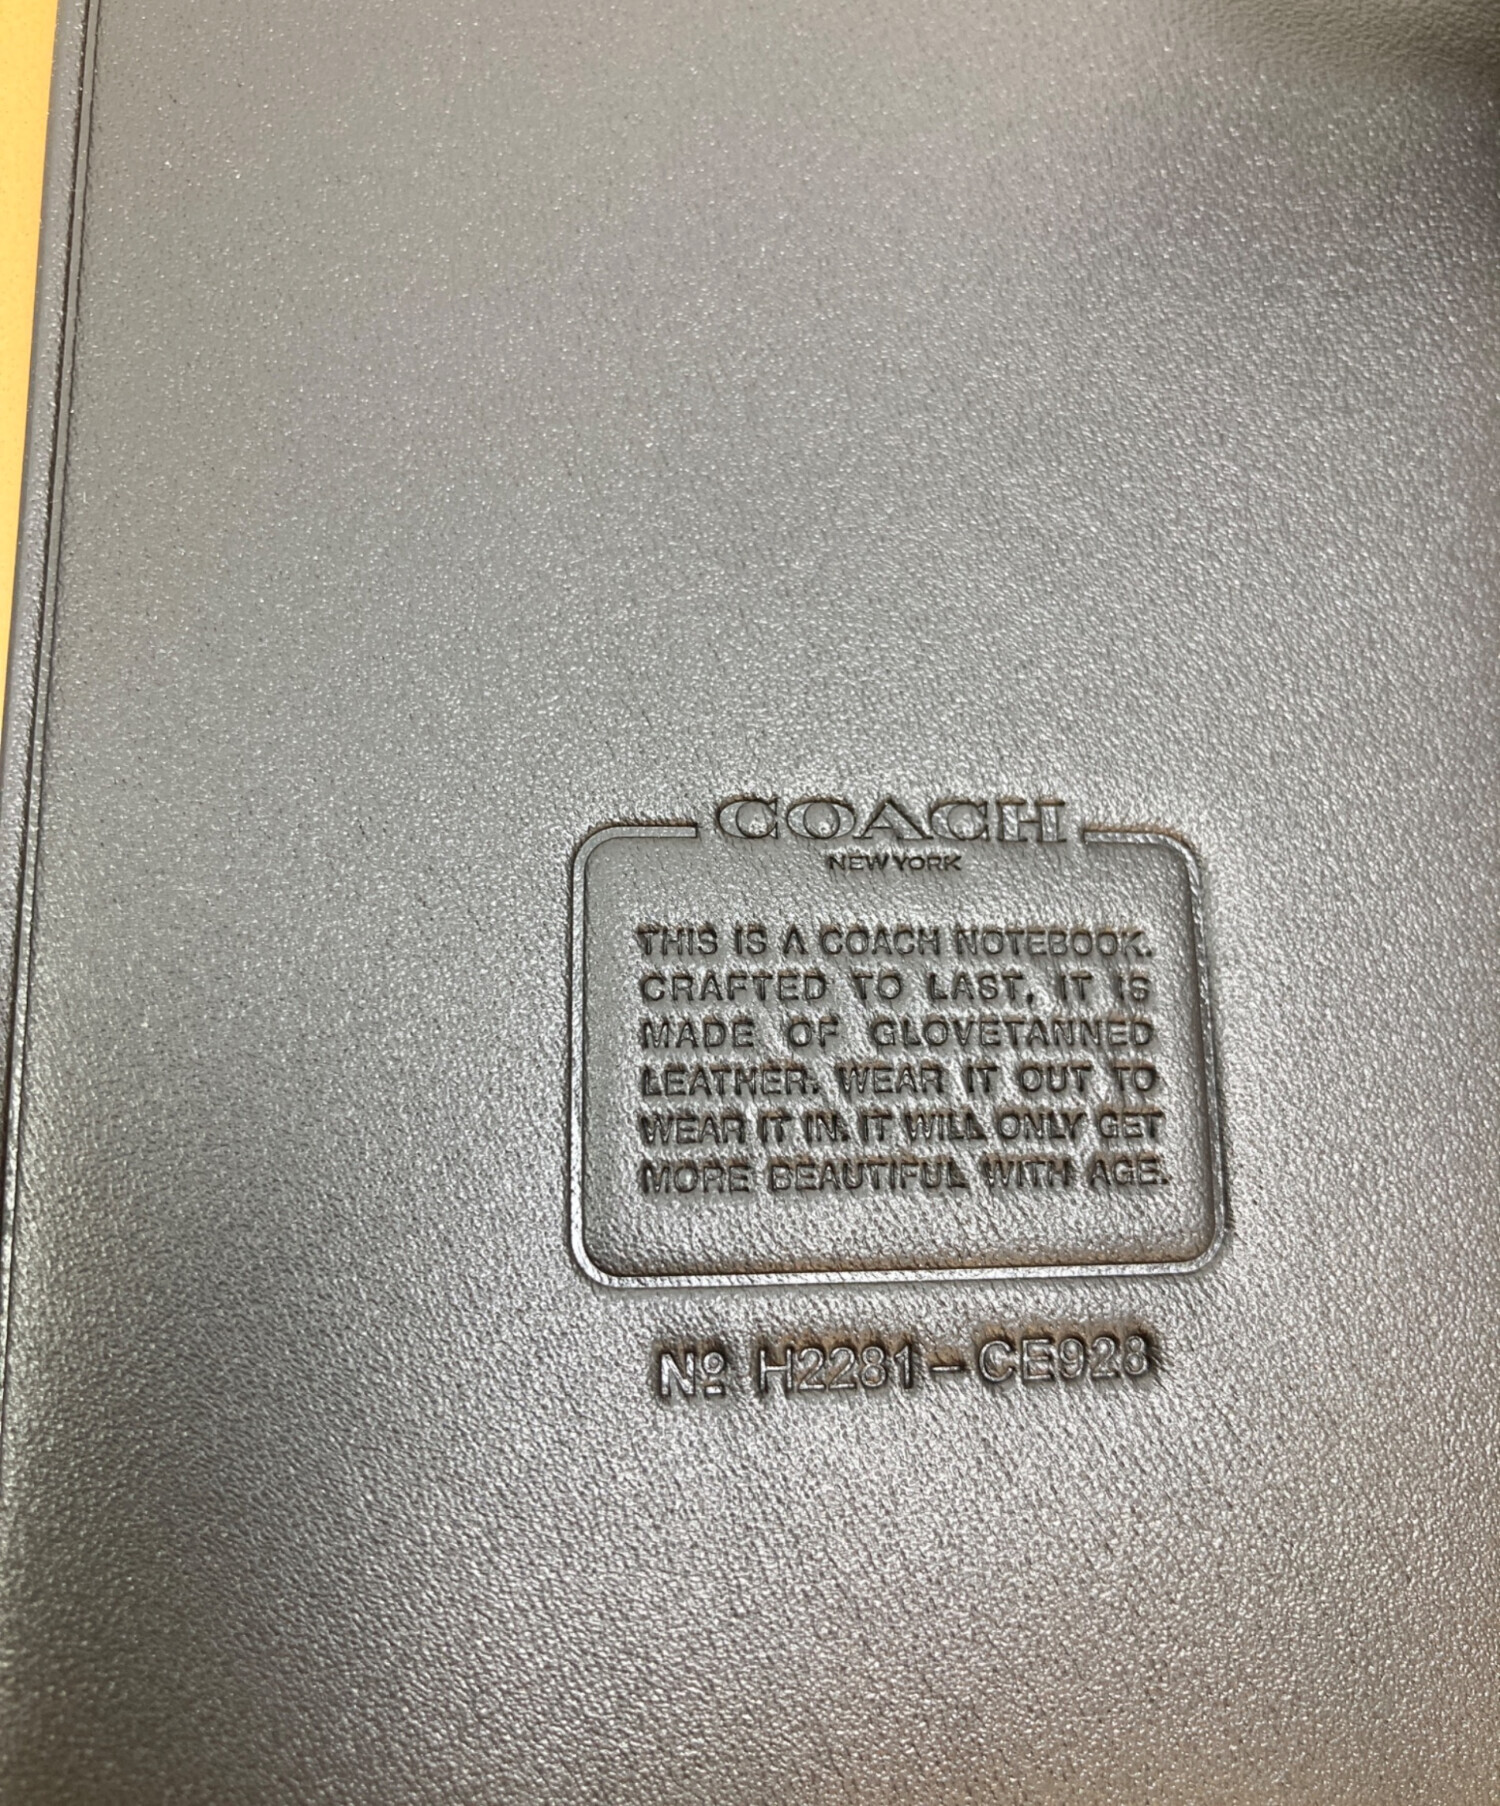 COACH
NEW YORK
THIS IS A COACH NOTEBOOK.
CRAFTED TO LAST, IT IS
MADE OF GLOVETANNED
LEATHER. WEAR IT OUT TO
WEAR IT IN. IT WILL ONLY GET
MORE BEAUTIFUL WITH AGE.
Nº H2281-CE928